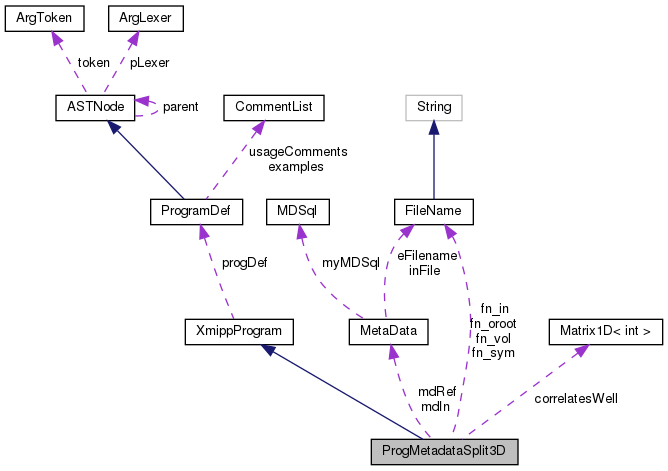 ArgToken
ArgLexer
token
pLexer
ASTNode
parent
CommentList
String
usageComments
examples
ProgramDef
MDSql
FileName
progDef
myMDSql
eFilename
inFile
fn_in
fn_oroot
fn_vol
fn_sym
XmippProgram
MetaData
Matrix1D< int >
mdRef
mdIn
correlatesWell
ProgMetadataSplit3D